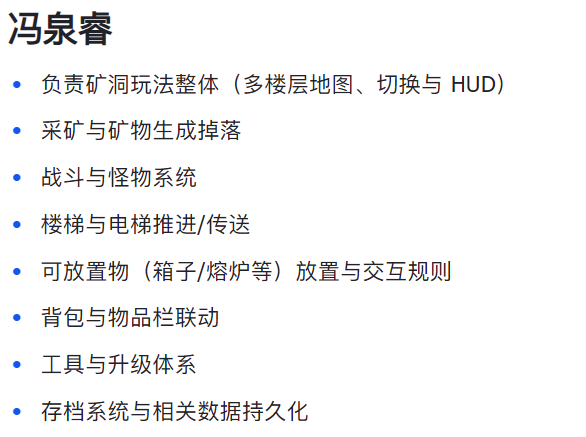 冯泉睿
负责矿洞玩法整体（多楼层地图、切换与 HUD）
采矿与矿物生成掉落
战斗与怪物系统
楼梯与电梯推进/传送
可放置物（箱子/熔炉等）放置与交互规则
背包与物品栏联动
工具与升级体系
存档系统与相关数据持久化